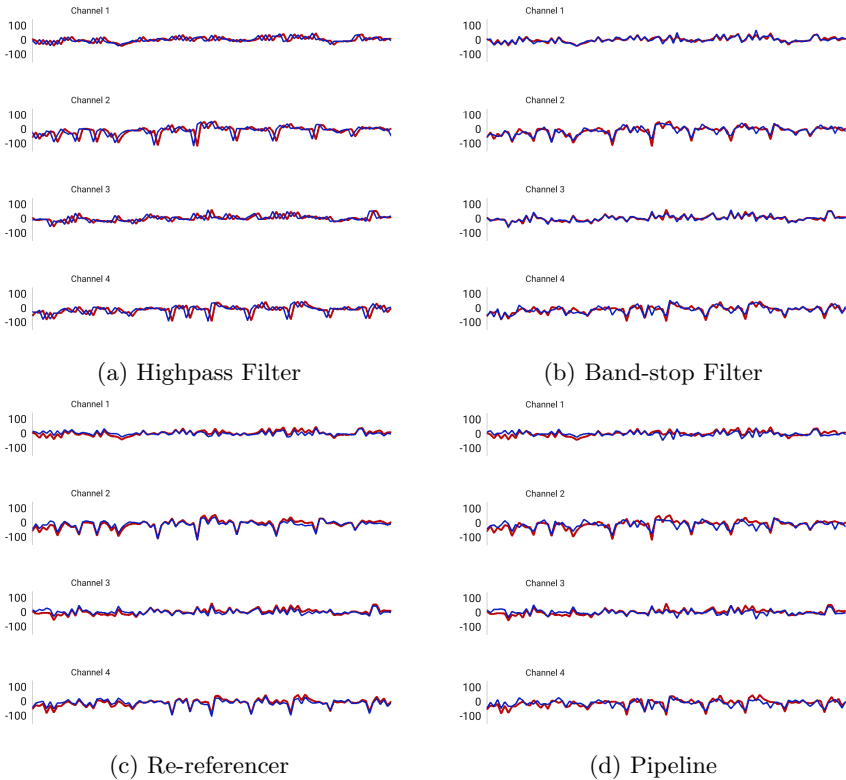 Channel 1
100
0
-100
Channel 2
100
0
-100
Channel 3
100
0
-100
Channel 4
100
0
-100
(a) Highpass Filter
Channel 1
100
0
-100
Channel 2
100
0
-100
Channel 3
100
0
-100
Channel 4
100
0
-100
(b) Band-stop Filter
Channel 1
100
0
-100
Channel 2
100
0
-100
Channel 3
100
0
-100
Channel 4
100
0
-100
(c) Re-referencer
Channel 1
100
0
-100
Channel 2
100
0
-100
Channel 3
100
0
-100
Channel 4
100
0
-100
(d) Pipeline